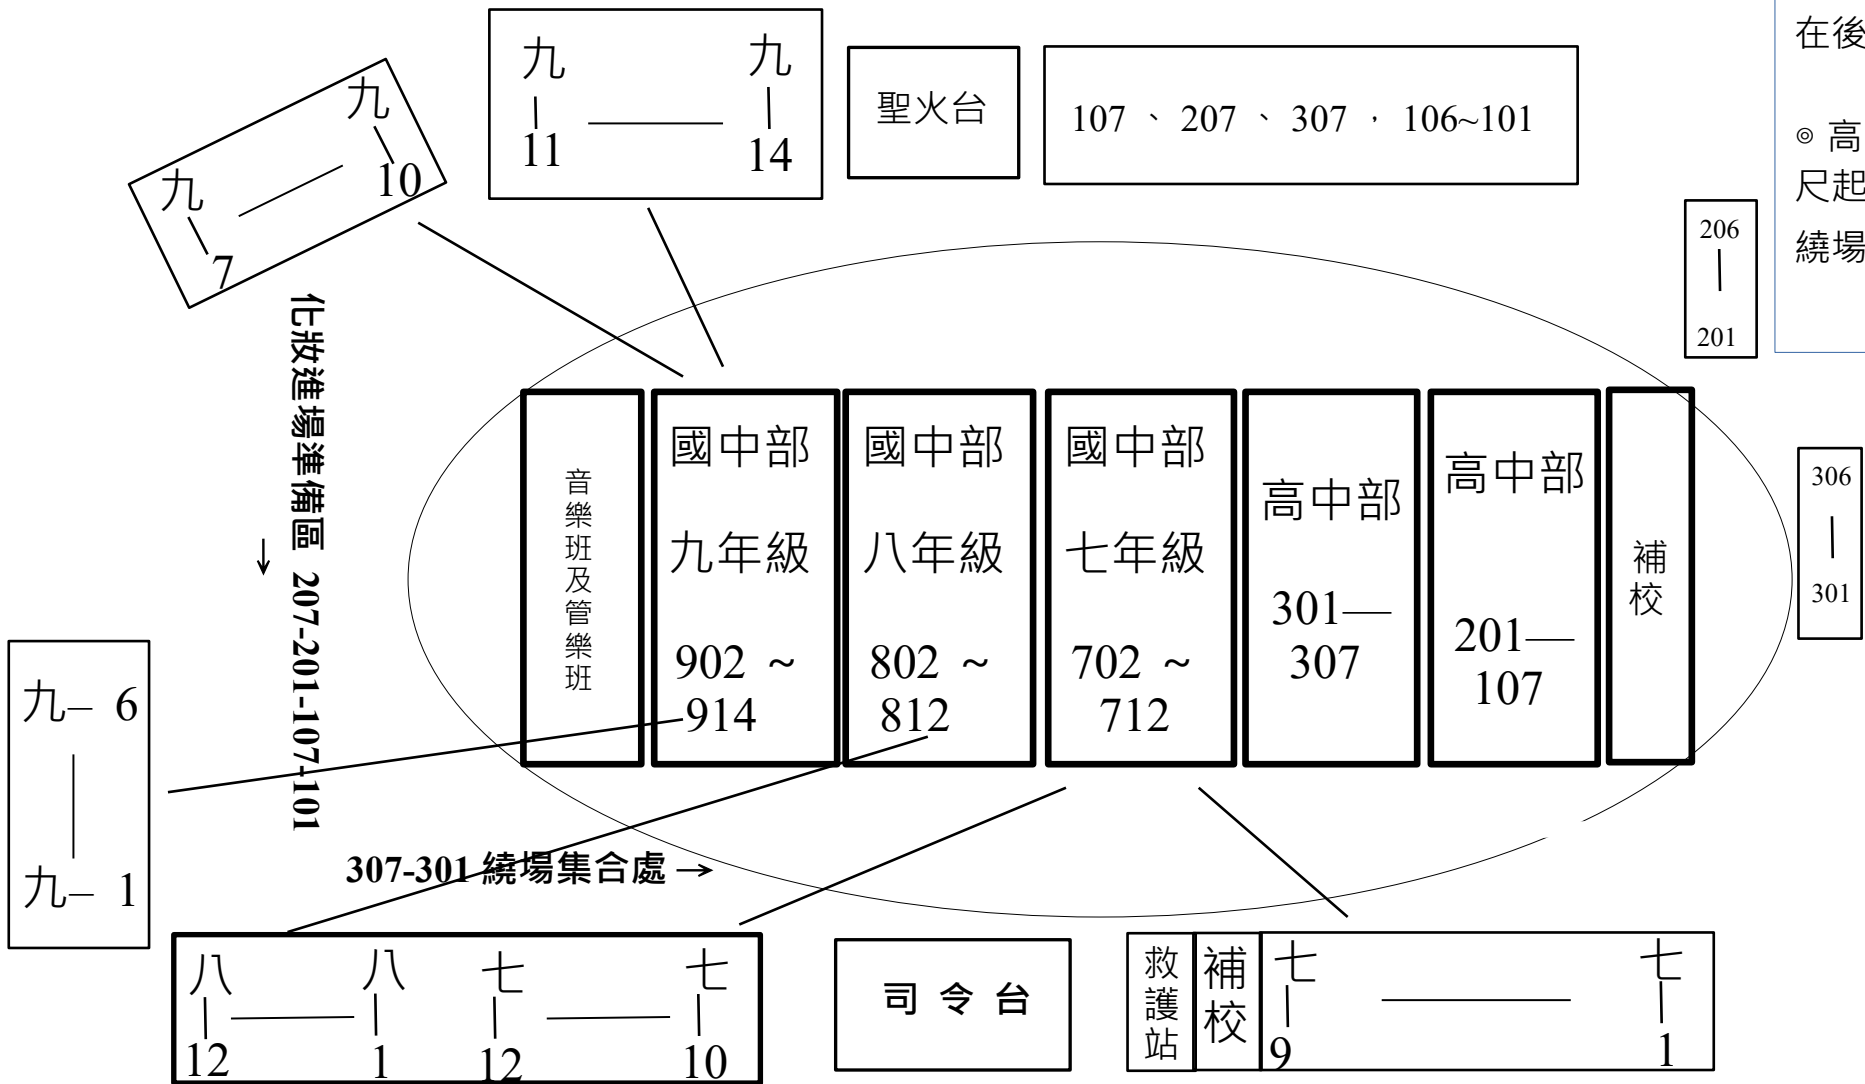 九
|
11
九
|
14
聖火台
107 、 207 、 307 ， 106~101
在後
◎ 高
尺起
繞場
九
|
7
九
|
10
206
|
201
化妝進場準備區 207-201-107-101
↓
音樂班及管樂班
國中部
九年級
902 ~
914
國中部
八年級
802 ~
812
國中部
七年級
702 ~
712
高中部
301—
307
高中部
201—
107
補校
306
|
301
九– 6
九– 1
307-301 繞場集合處 →
八
|
12
八
|
1
七
|
12
七
|
10
司 令 台
救護站
補校
七
|
9
七
|
1